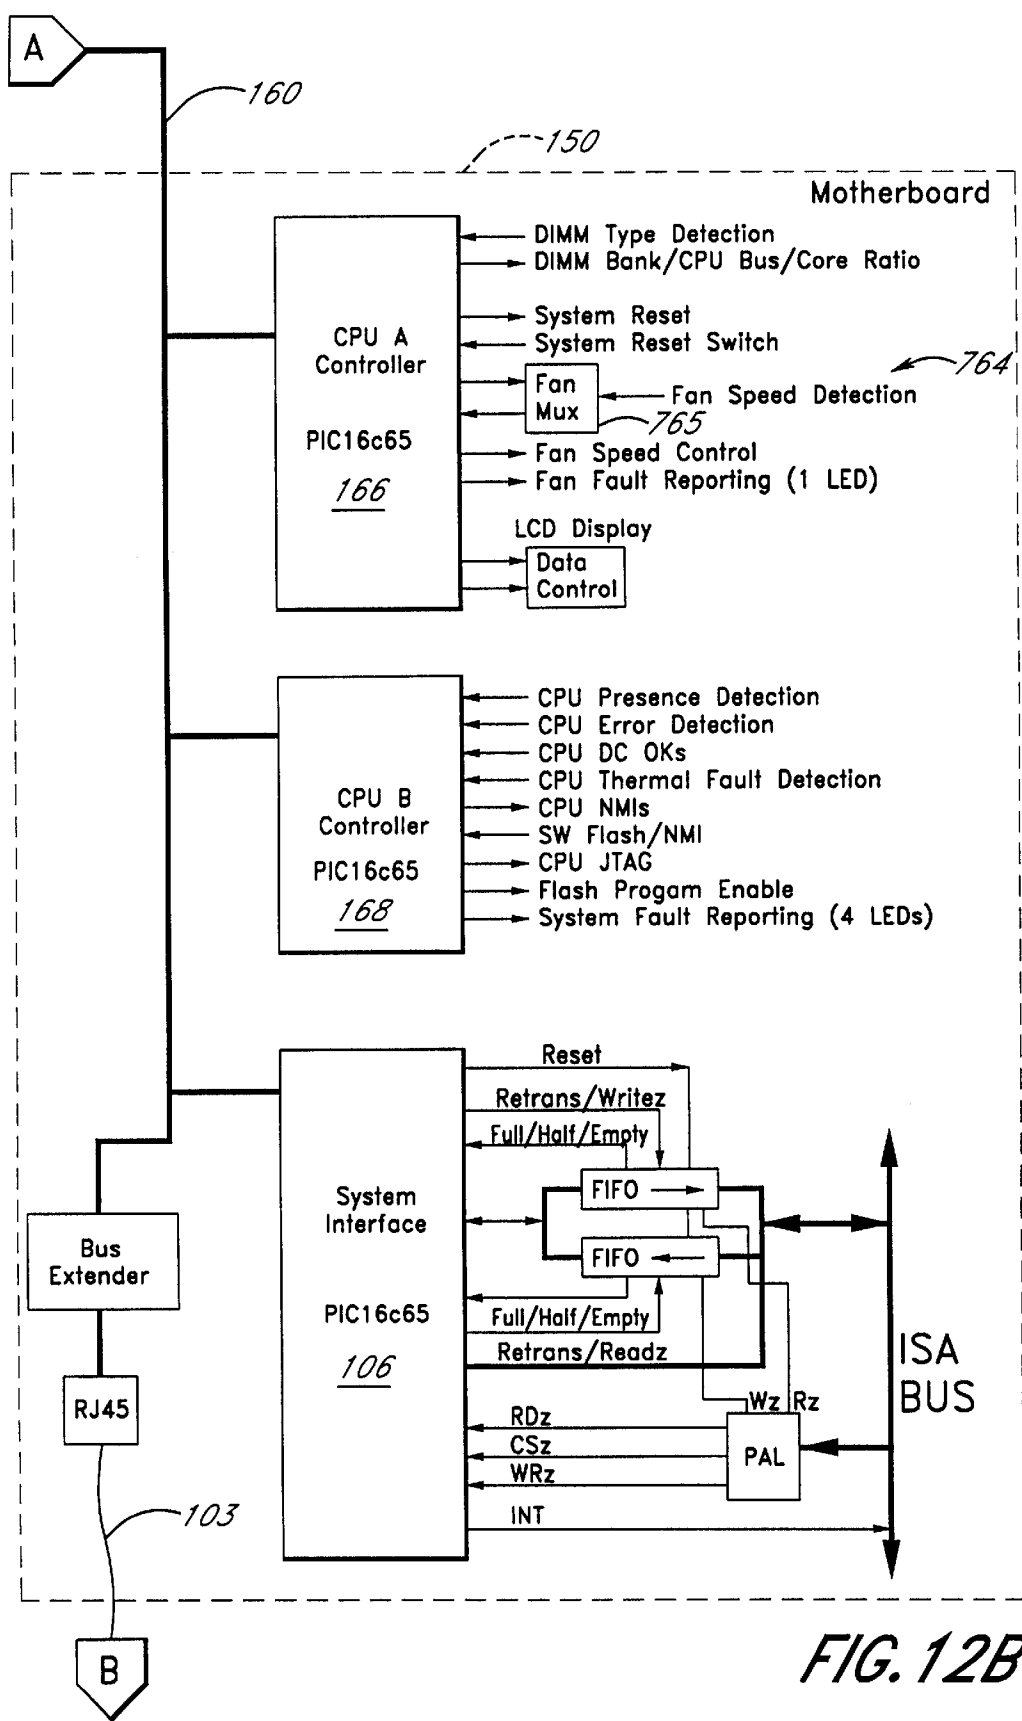 A
160
150
Motherboard
CPU A
Controller
PIC16c65
166
DIMM Type Detection
DIMM Bank/CPU Bus/Core Ratio
System Reset
System Reset Switch
764
Fan
Mux
Fan Speed Detection
765
Fan Speed Control
Fan Fault Reporting (1 LED)
LCD Display
Data
Control
CPU B
Controller
PIC16c65
168
CPU Presence Detection
CPU Error Detection
CPU DC OKs
CPU Thermal Fault Detection
CPU NMIs
SW Flash/NMI
CPU JTAG
Flash Progam Enable
System Fault Reporting (4 LEDs)
System
Interface
PIC16c65
106
Reset
Retrans/Writez
Full/Half/Empty
FIFO
FIFO
Full/Half/Empty
Retrans/Readz
Wz Rz
RDz
CSz
WRz
INT
PAL
ISA
BUS
Bus
Extender
RJ45
103
B
FIG. 12B